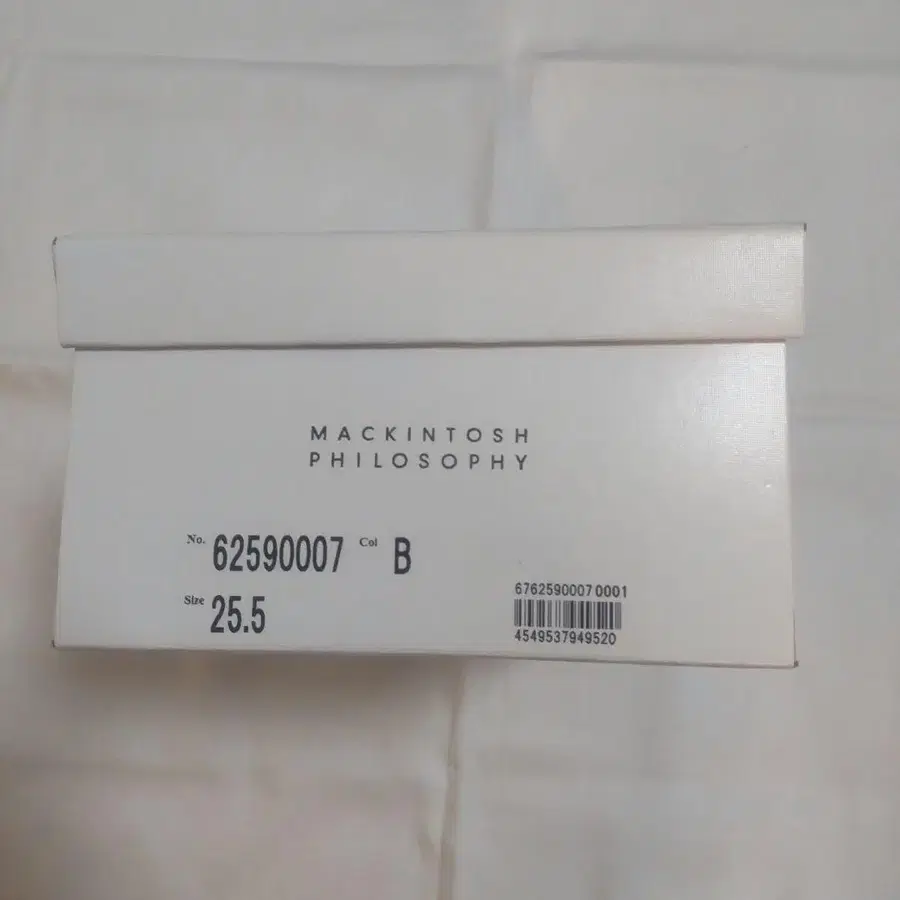 MACKINTOSH
PHILOSOPHY
No. 62590007 Col B
Size 25.5
6762590007 0001
4549537949520